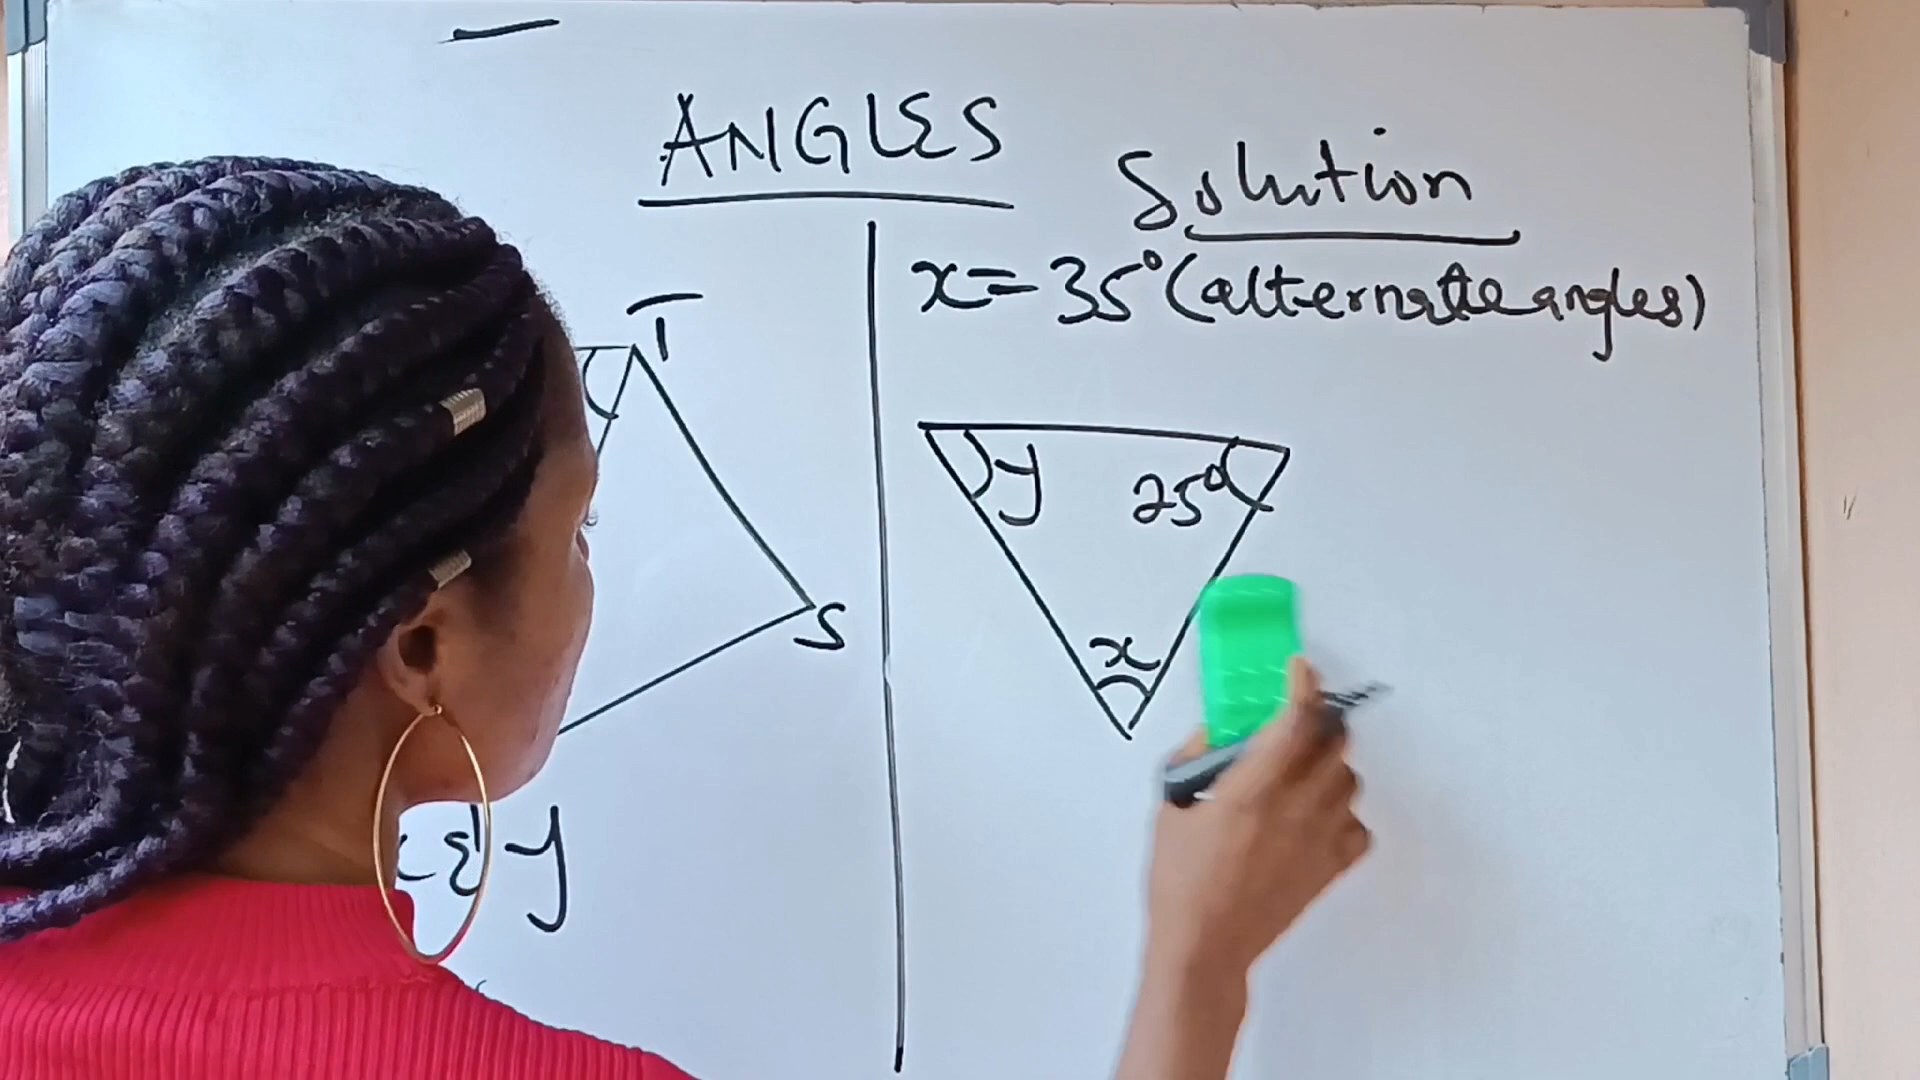 ANGLES
Solution
x = 35° (alternate angles)
T
y 25°
S
x
y